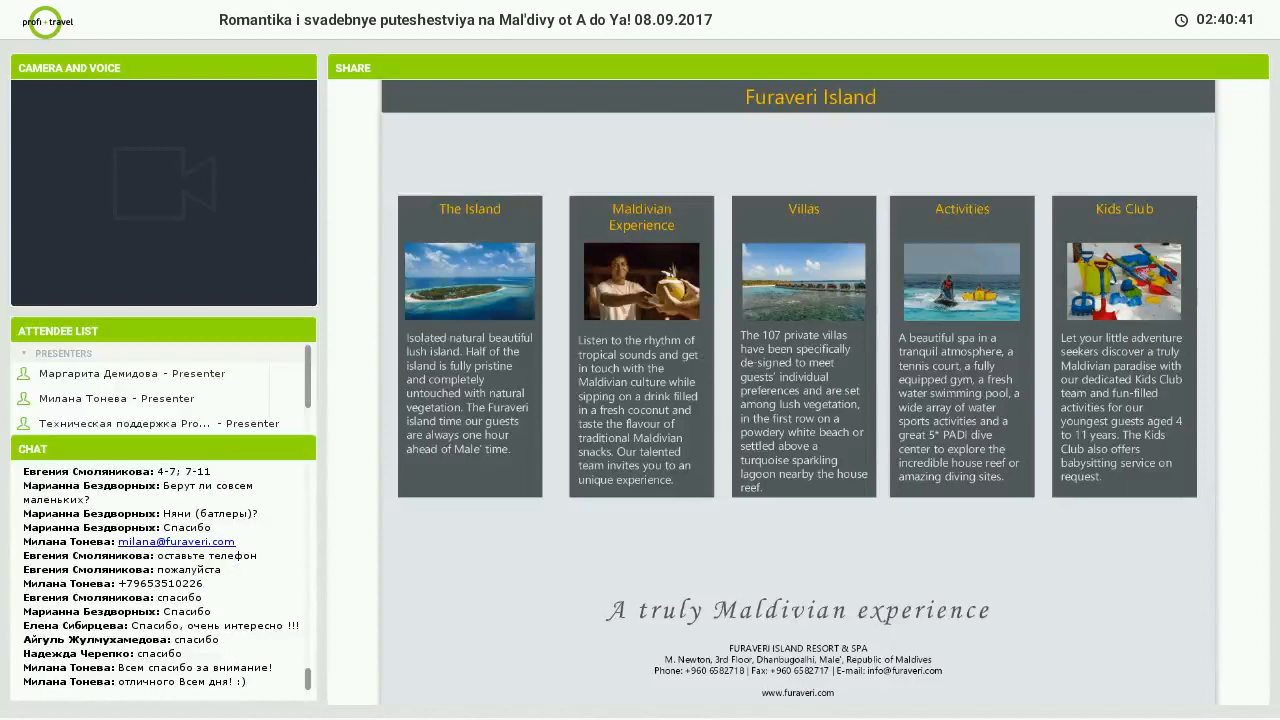 profi travel
Romantika i svadebnye puteshestviya na Mal'divy ot A do Ya! 08.09.2017
02:40:41
CAMERA AND VOICE
ATTENDEE LIST
PRESENTERS
Маргарита Демидова - Presenter
Милана Тонева - Presenter
Техническая поддержка Pro... - Presenter
CHAT
Евгения Смоляникова: 4-7; 7-11
Марианна Бездворных: Берут ли совсем
маленьких?
Марианна Бездворных: Няни (батлеры)?
Марианна Бездворных: Спасибо
Милана Тонева: milana@furaveri.com
Евгения Смоляникова: оставьте телефон
Евгения Смоляникова: пожалуйста
Милана Тонева: +79653510226
Евгения Смоляникова: спасибо
Марианна Бездворных: Спасибо
Елена Сибирцева: Спасибо, очень интересно !!!
Айгуль Жулмухамедова: спасибо
Надежда Черепко: спасибо
Милана Тонева: Всем спасибо за внимание!
Милана Тонева: отличного Всем дня! :)
SHARE
Furaveri Island
The Island
Isolated natural beautiful
lush island. Half of the
island is fully pristine
and completely
untouched with natural
vegetation. The Furaveri
island time our guests
are always one hour
ahead of Male' time.
Maldivian
Experience
Listen to the rhythm of
tropical sounds and get
in touch with the
Maldivian culture while
sipping on a drink filled
in a fresh coconut and
taste the flavour of
traditional Maldivian
snacks. Our talented
team invites you to an
unique experience.
Villas
The 107 private villas
have been specifically
de-signed to meet
guests' individual
preferences and are set
among lush vegetation,
in the first row on a
powdery white beach or
settled above a
turquoise sparkling
lagoon nearby the house
reef.
Activities
A beautiful spa in a
tranquil atmosphere, a
tennis court, a fully
equipped gym, a fresh
water swimming pool, a
wide array of water
sports activities and a
great 5* PADI dive
center to explore the
incredible house reef or
amazing diving sites.
Kids Club
Let your little adventure
seekers discover a truly
Maldivian paradise with
our dedicated Kids Club
team and fun-filled
activities for our
youngest guests aged 4
to 11 years. The Kids
Club also offers
babysitting service on
request.
A truly Maldivian experience
FURAVERI ISLAND RESORT & SPA
M. Newton, 3rd Floor, Dhanbugoalhi, Male', Republic of Maldives
Phone: +960 6582718 | Fax: +960 6582717 | E-mail: info@furaveri.com
www.furaveri.com